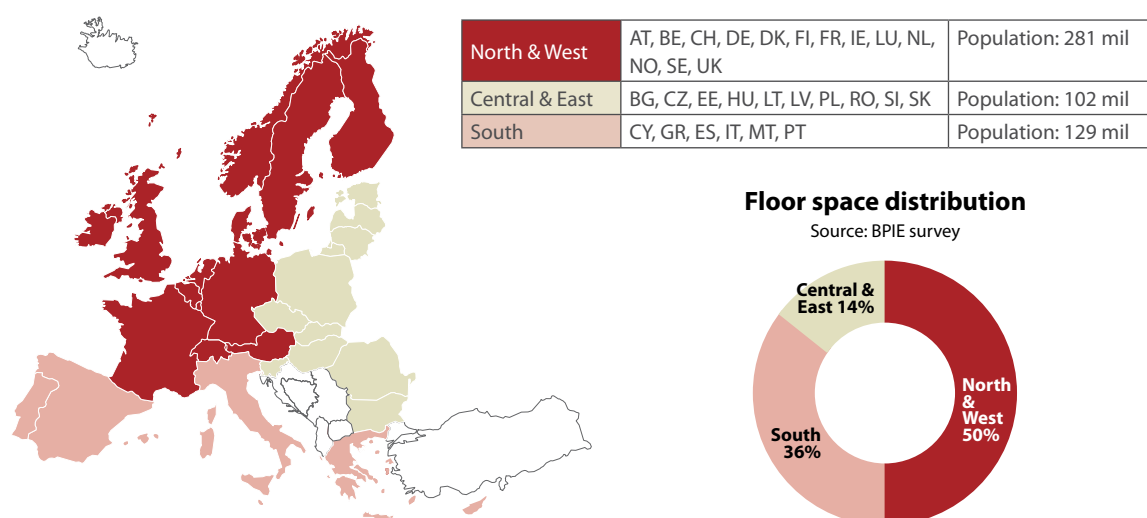 North & West
AT, BE, CH, DE, DK, FI, FR, IE, LU, NL,
NO, SE, UK
Population: 281 mil
Central & East
BG, CZ, EE, HU, LT, LV, PL, RO, SI, SK
Population: 102 mil
South
CY, GR, ES, IT, MT, PT
Population: 129 mil
Floor space distribution
Source: BPIE survey
Central &
East 14%
North
&
West
50%
South
36%